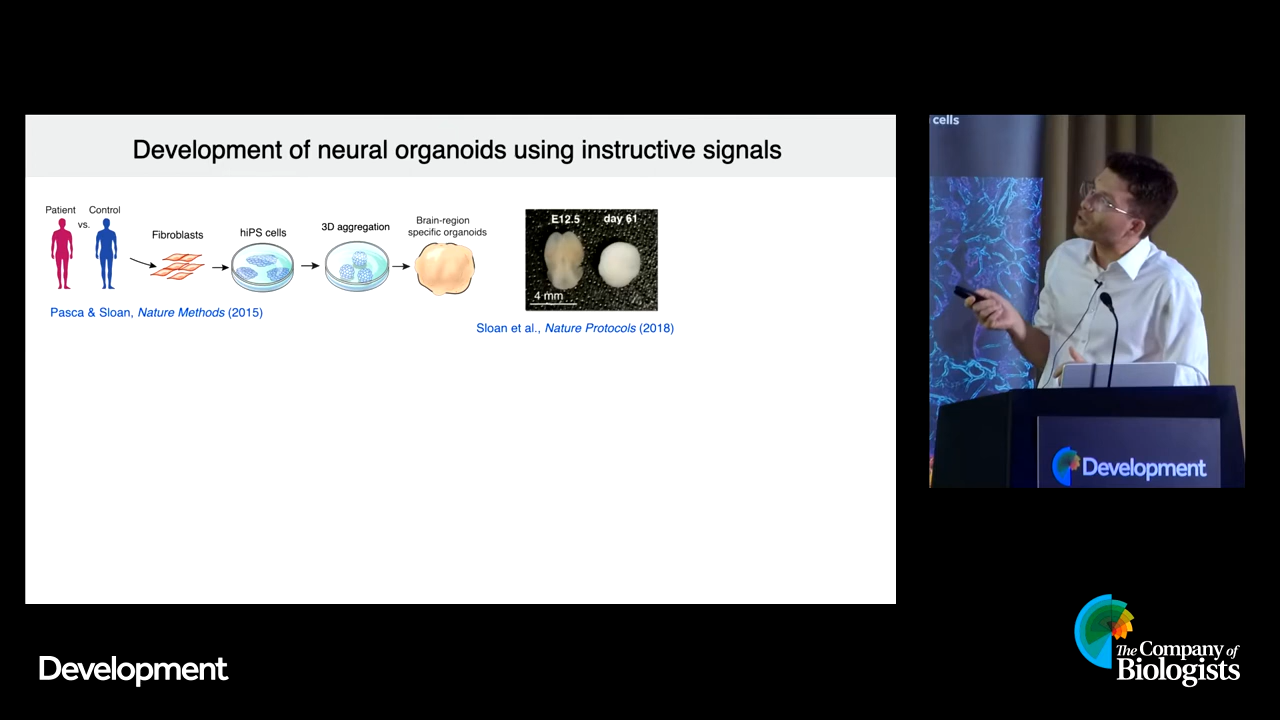 Development of neural organoids using instructive signals
Patient
vs.
Control
Fibroblasts
hiPS cells
3D aggregation
Brain-region
specific organoids
E12.5
day 61
4 mm
Pasca & Sloan, Nature Methods (2015)
Sloan et al., Nature Protocols (2018)
cells
Development
Development
The Company of
Biologists